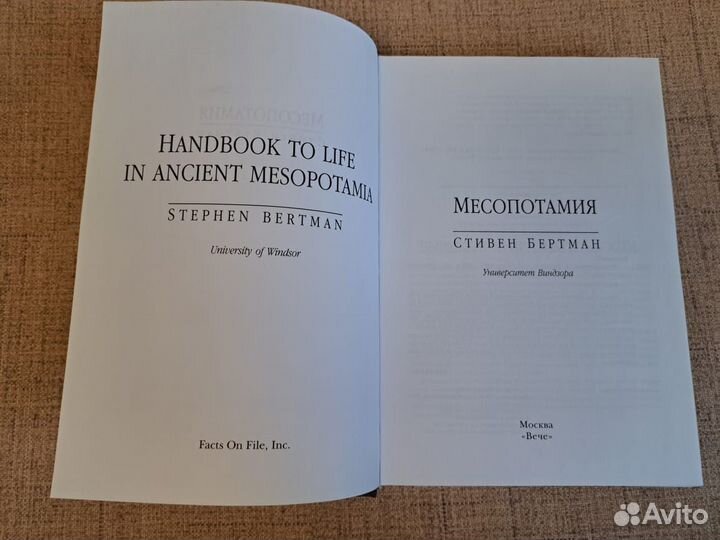 HANDBOOK TO LIFE
IN ANCIENT MESOPOTAMIA
STEPHEN BERTMAN
University of Windsor
Facts On File, Inc.
МЕСОПОТАМИЯ
СТИВЕН БЕРТМАН
Университет Виндзора
Москва
«Вече»
Avito